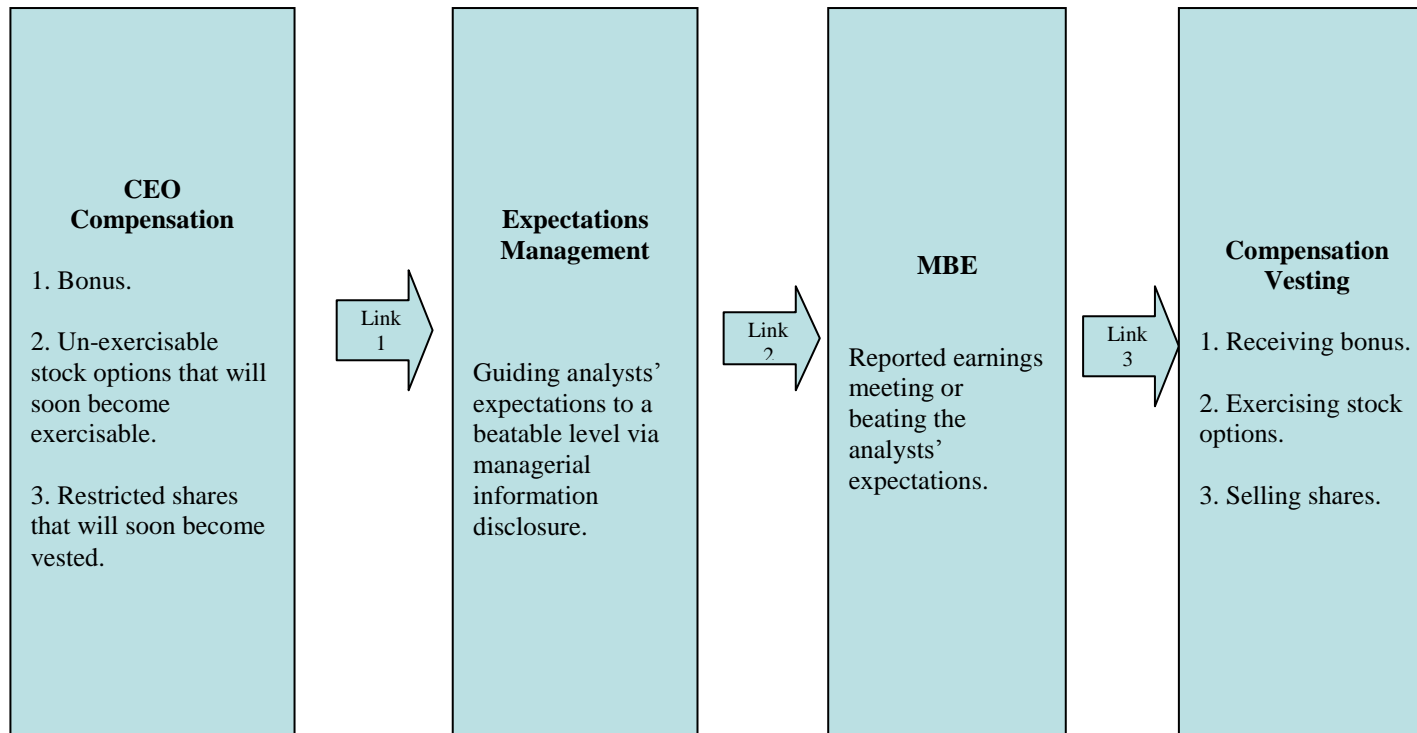 CEO
Compensation
1. Bonus.
2. Un-exercisable
stock options that will
soon become
exercisable.
3. Restricted shares
that will soon become
vested.
Link
1
Expectations
Management
Guiding analysts’
expectations to a
beatable level via
managerial
information
disclosure.
Link
2
MBE
Reported earnings
meeting or
beating the
analysts’
expectations.
Link
3
Compensation
Vesting
1. Receiving bonus.
2. Exercising stock
options.
3. Selling shares.